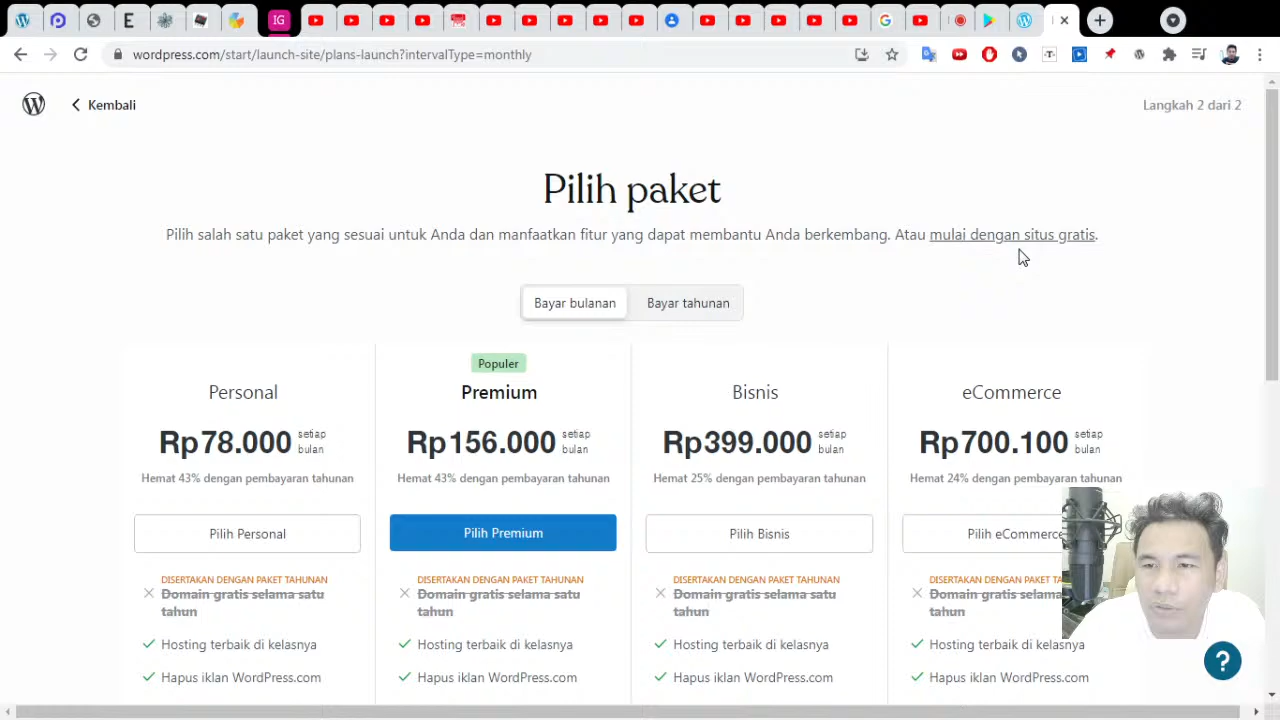 IG
E
wordpress.com/start/launch-site/plans-launch?intervalType=monthly
Kembali
Langkah 2 dari 2
Pilih paket
Pilih salah satu paket yang sesuai untuk Anda dan manfaatkan fitur yang dapat membantu Anda berkembang. Atau mulai dengan situs gratis.
Bayar bulanan
Bayar tahunan
Populer
Personal
Premium
Bisnis
eCommerce
Rp78.000 setiap bulan
Rp156.000 setiap bulan
Rp399.000 setiap bulan
Rp700.100 setiap bulan
Hemat 43% dengan pembayaran tahunan
Hemat 43% dengan pembayaran tahunan
Hemat 25% dengan pembayaran tahunan
Hemat 24% dengan pembayaran tahunan
Pilih Personal
Pilih Premium
Pilih Bisnis
Pilih eCommerce
DISERTAKAN DENGAN PAKET TAHUNAN
Domain gratis selama satu
tahun
DISERTAKAN DENGAN PAKET TAHUNAN
Domain gratis selama satu
tahun
DISERTAKAN DENGAN PAKET TAHUNAN
Domain gratis selama satu
tahun
DISERTAKAN DENGAN PAKET TA
Domain gratis selama satu
tahun
Hosting terbaik di kelasnya
Hosting terbaik di kelasnya
Hosting terbaik di kelasnya
Hosting terbaik di kelasnya
Hapus iklan WordPress.com
Hapus iklan WordPress.com
Hapus iklan WordPress.com
Hapus iklan WordPress.com
?